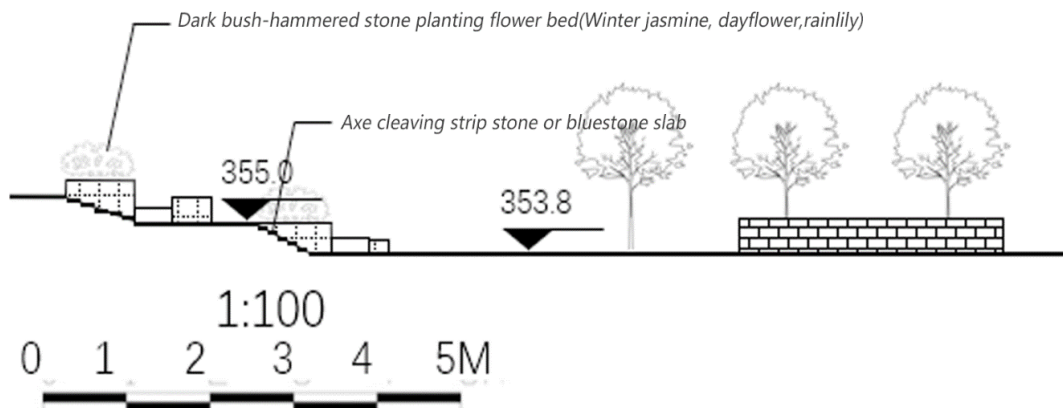 Dark bush-hammered stone planting flower bed(Winter jasmine, dayflower,rainlily)
Axe cleaving strip stone or bluestone slab
355.0
353.8
1:100
0 1 2 3 4 5M